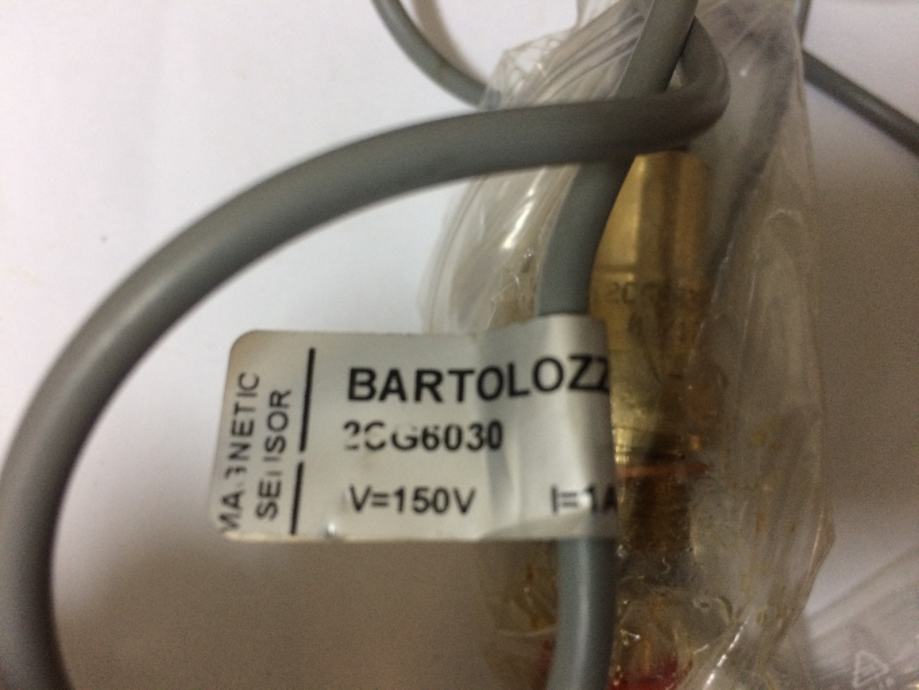 MAGNETIC
SENSOR
BARTOLOZZ
2CG6030
V=150V I=1A